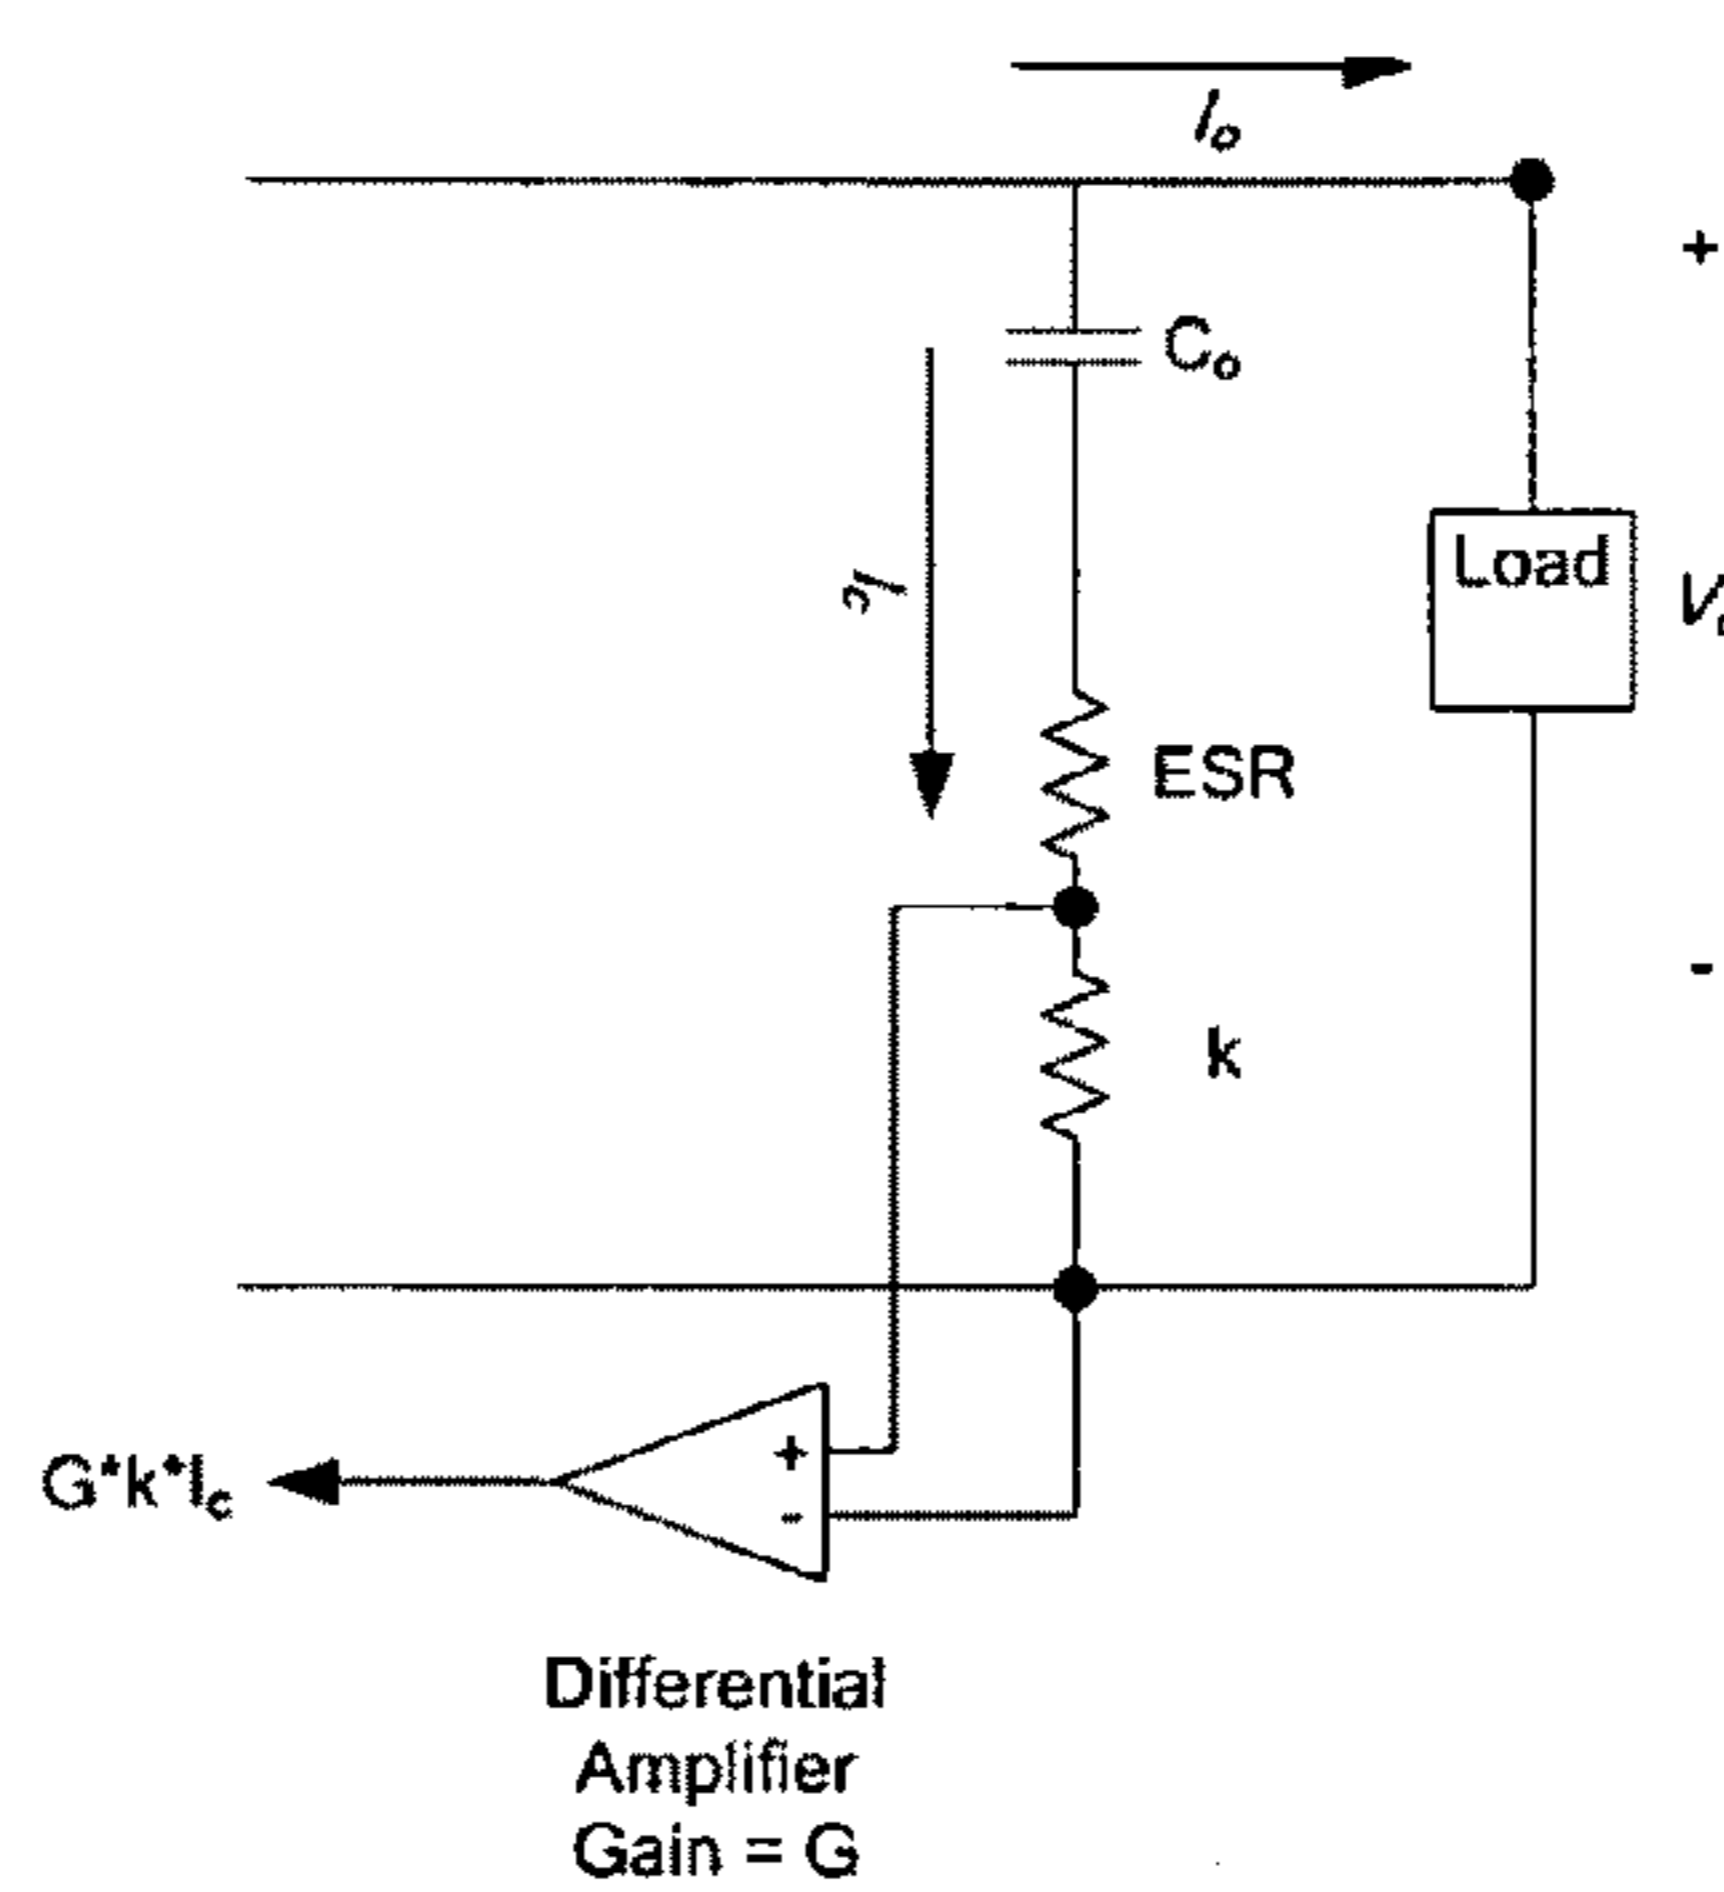 Io
+
Co
Ic
Load
ESR
-
k
+
-
G*k*Ic
Differential
Amplifier
Gain = G